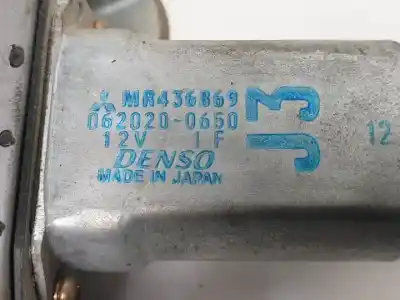 MR436869
062020-0650
12V 1F
DENSO
MADE IN JAPAN
J3
12